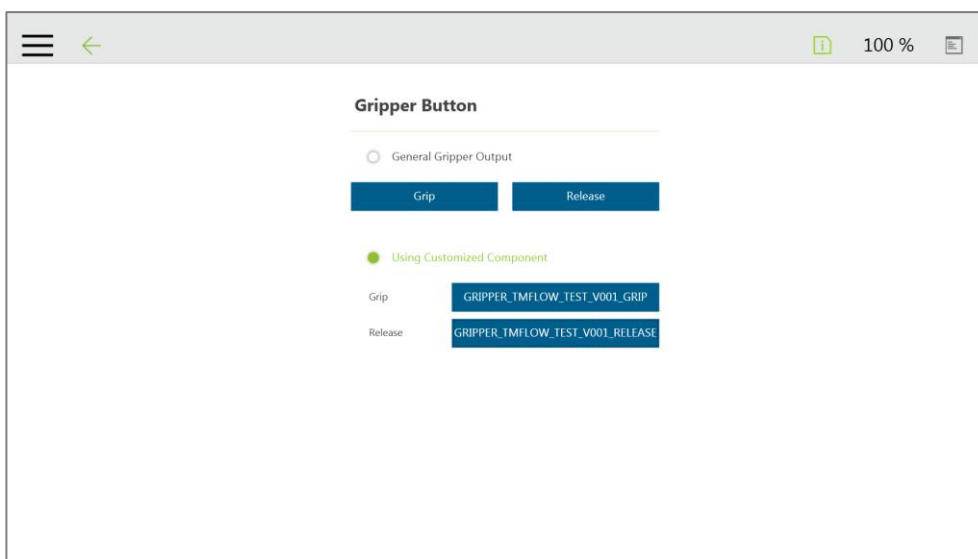 100 %
Gripper Button
General Gripper Output
Grip Release
Using Customized Component
Grip GRIPPER_TMFLOW_TEST_V001_GRIP
Release GRIPPER_TMFLOW_TEST_V001_RELEASE